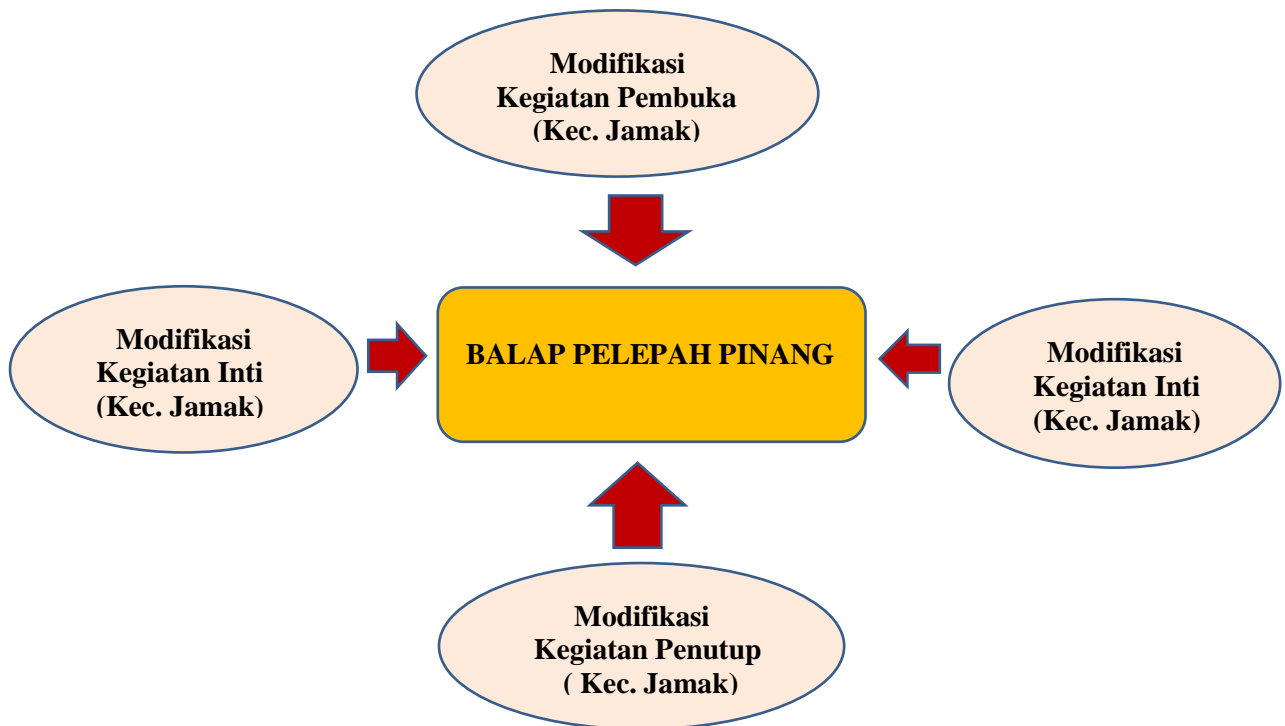 Modifikasi
Kegiatan Pembuka
(Kec. Jamak)
Modifikasi
Kegiatan Inti
(Kec. Jamak)
BALAP PELEPAH PINANG
Modifikasi
Kegiatan Inti
(Kec. Jamak)
Modifikasi
Kegiatan Penutup
( Kec. Jamak)